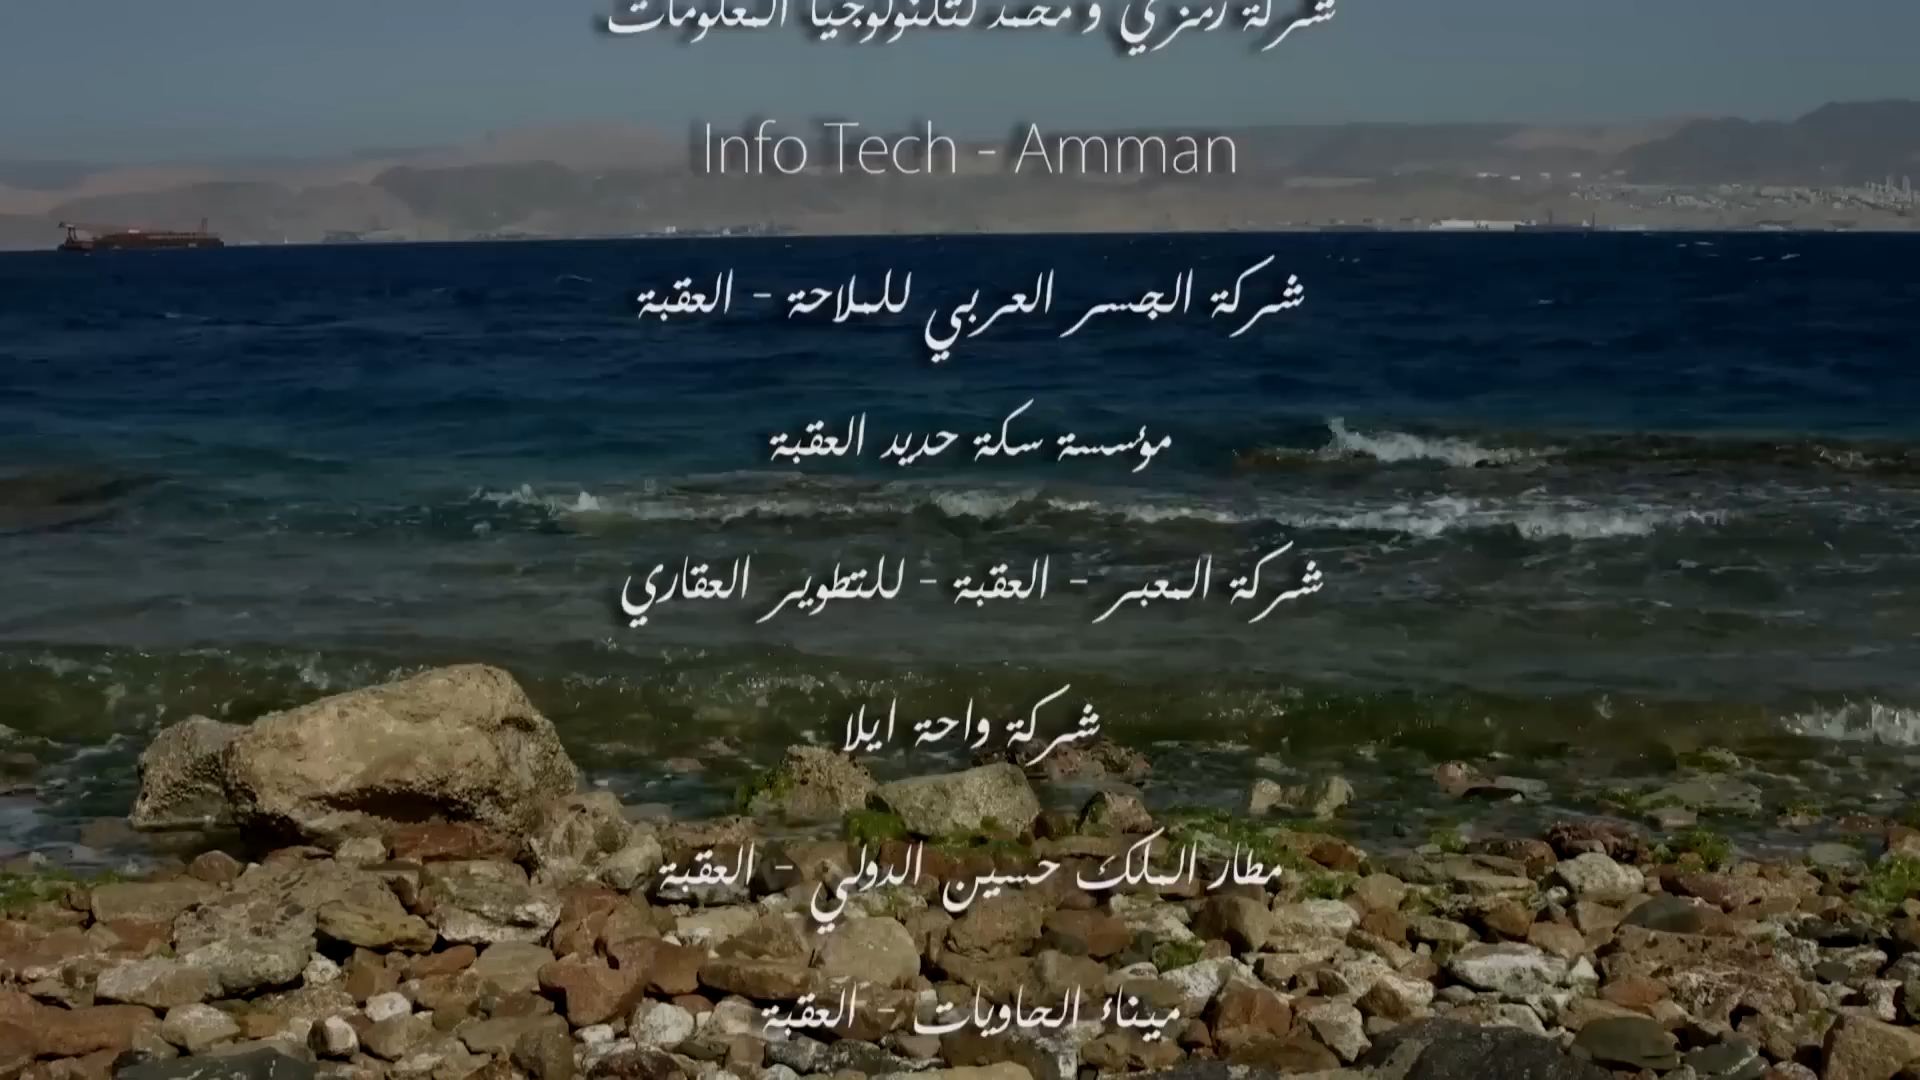 شركة رمزي و محمد لتكنولوجيا المعلومات
Info Tech - Amman
شركة الجسر العربي للملاحة - العقبة
مؤسسة سكة حديد العقبة
شركة المعبر - العقبة - للتطوير العقاري
شركة واحة ايلا
مطار الملك حسين الدولي - العقبة
ميناء الحاويات - العقبة